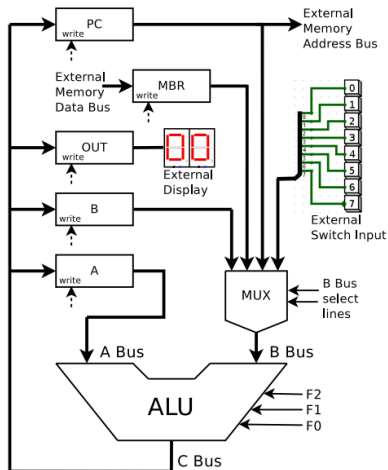 PC
write
External
Memory
Address Bus
External
Memory
Data Bus
MBR
write
OUT
write
00
External
Display
0
1
2
3
4
5
6
7
External
Switch Input
B
write
A
write
MUX
B Bus
select
lines
A Bus
B Bus
ALU
F2
F1
F0
C Bus